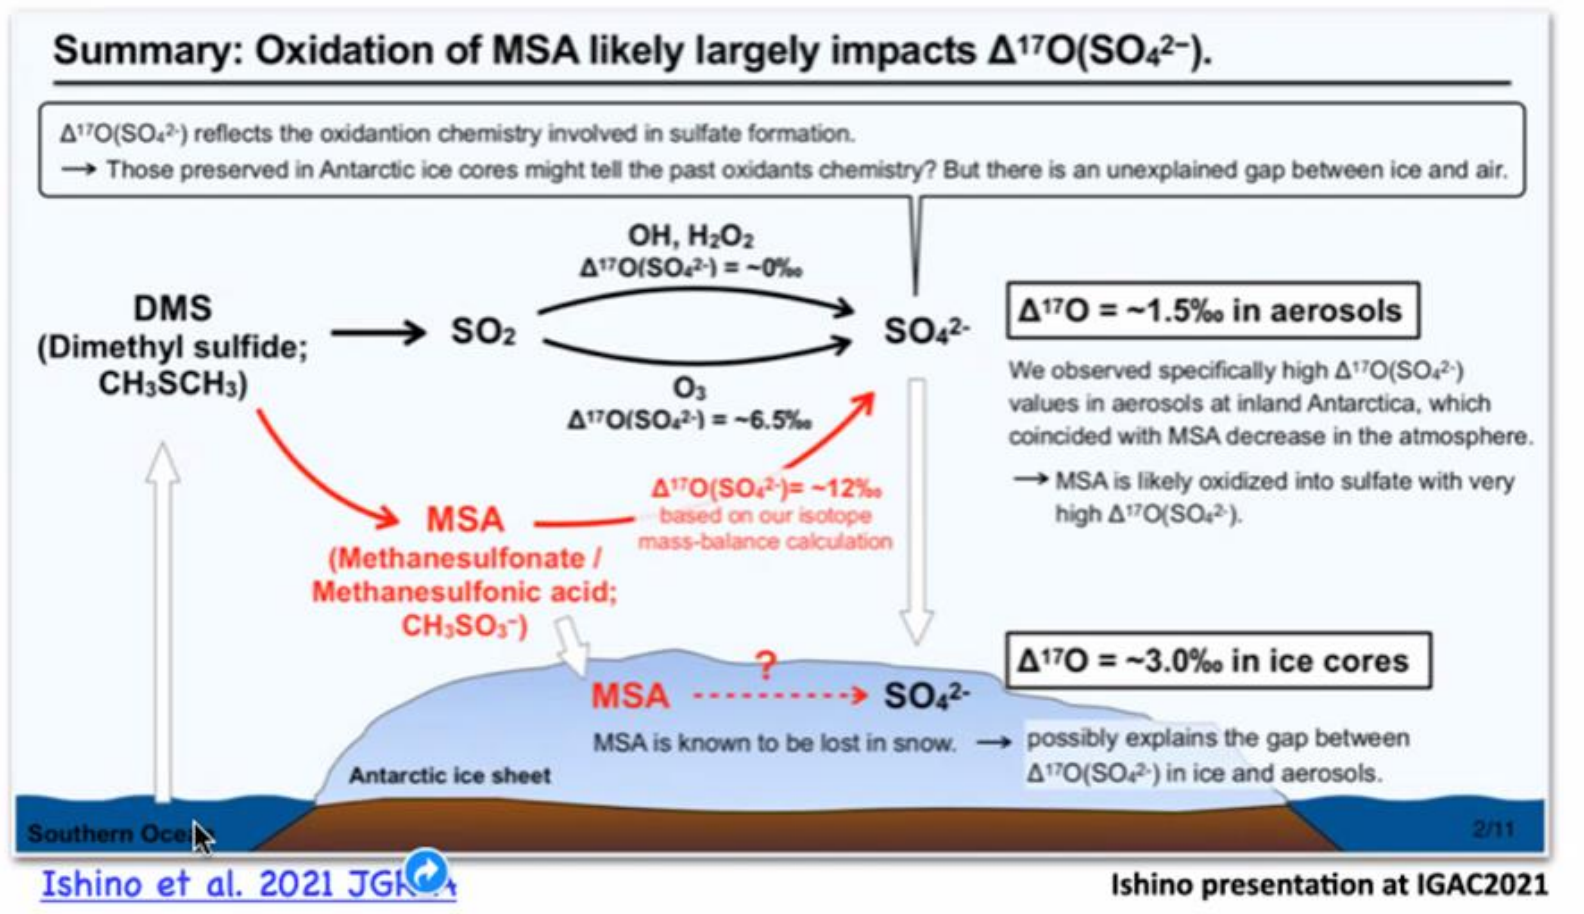 Summary: Oxidation of MSA likely largely impacts Δ¹⁷O(SO₄²⁻).
Δ¹⁷O(SO₄²⁻) reflects the oxidantion chemistry involved in sulfate formation.
→ Those preserved in Antarctic ice cores might tell the past oxidants chemistry? But there is an unexplained gap between ice and air.
OH, H₂O₂
Δ¹⁷O(SO₄²⁻) = ~0‰
DMS
(Dimethyl sulfide;
CH₃SCH₃)
SO₂
SO₄²⁻
O₃
Δ¹⁷O(SO₄²⁻) = ~6.5‰
Δ¹⁷O = ~1.5‰ in aerosols
We observed specifically high Δ¹⁷O(SO₄²⁻)
values in aerosols at inland Antarctica, which
coincided with MSA decrease in the atmosphere.
→ MSA is likely oxidized into sulfate with very
high Δ¹⁷O(SO₄²⁻).
MSA
(Methanesulfonate /
Methanesulfonic acid;
CH₃SO₃⁻)
Δ¹⁷O(SO₄²⁻)= ~12‰
based on our isotope
mass-balance calculation
Δ¹⁷O = ~3.0‰ in ice cores
?
MSA
SO₄²⁻
MSA is known to be lost in snow. → possibly explains the gap between
Δ¹⁷O(SO₄²⁻) in ice and aerosols.
Antarctic ice sheet
Southern
2/11
Ishino et al. 2021
Ishino presentation at IGAC2021